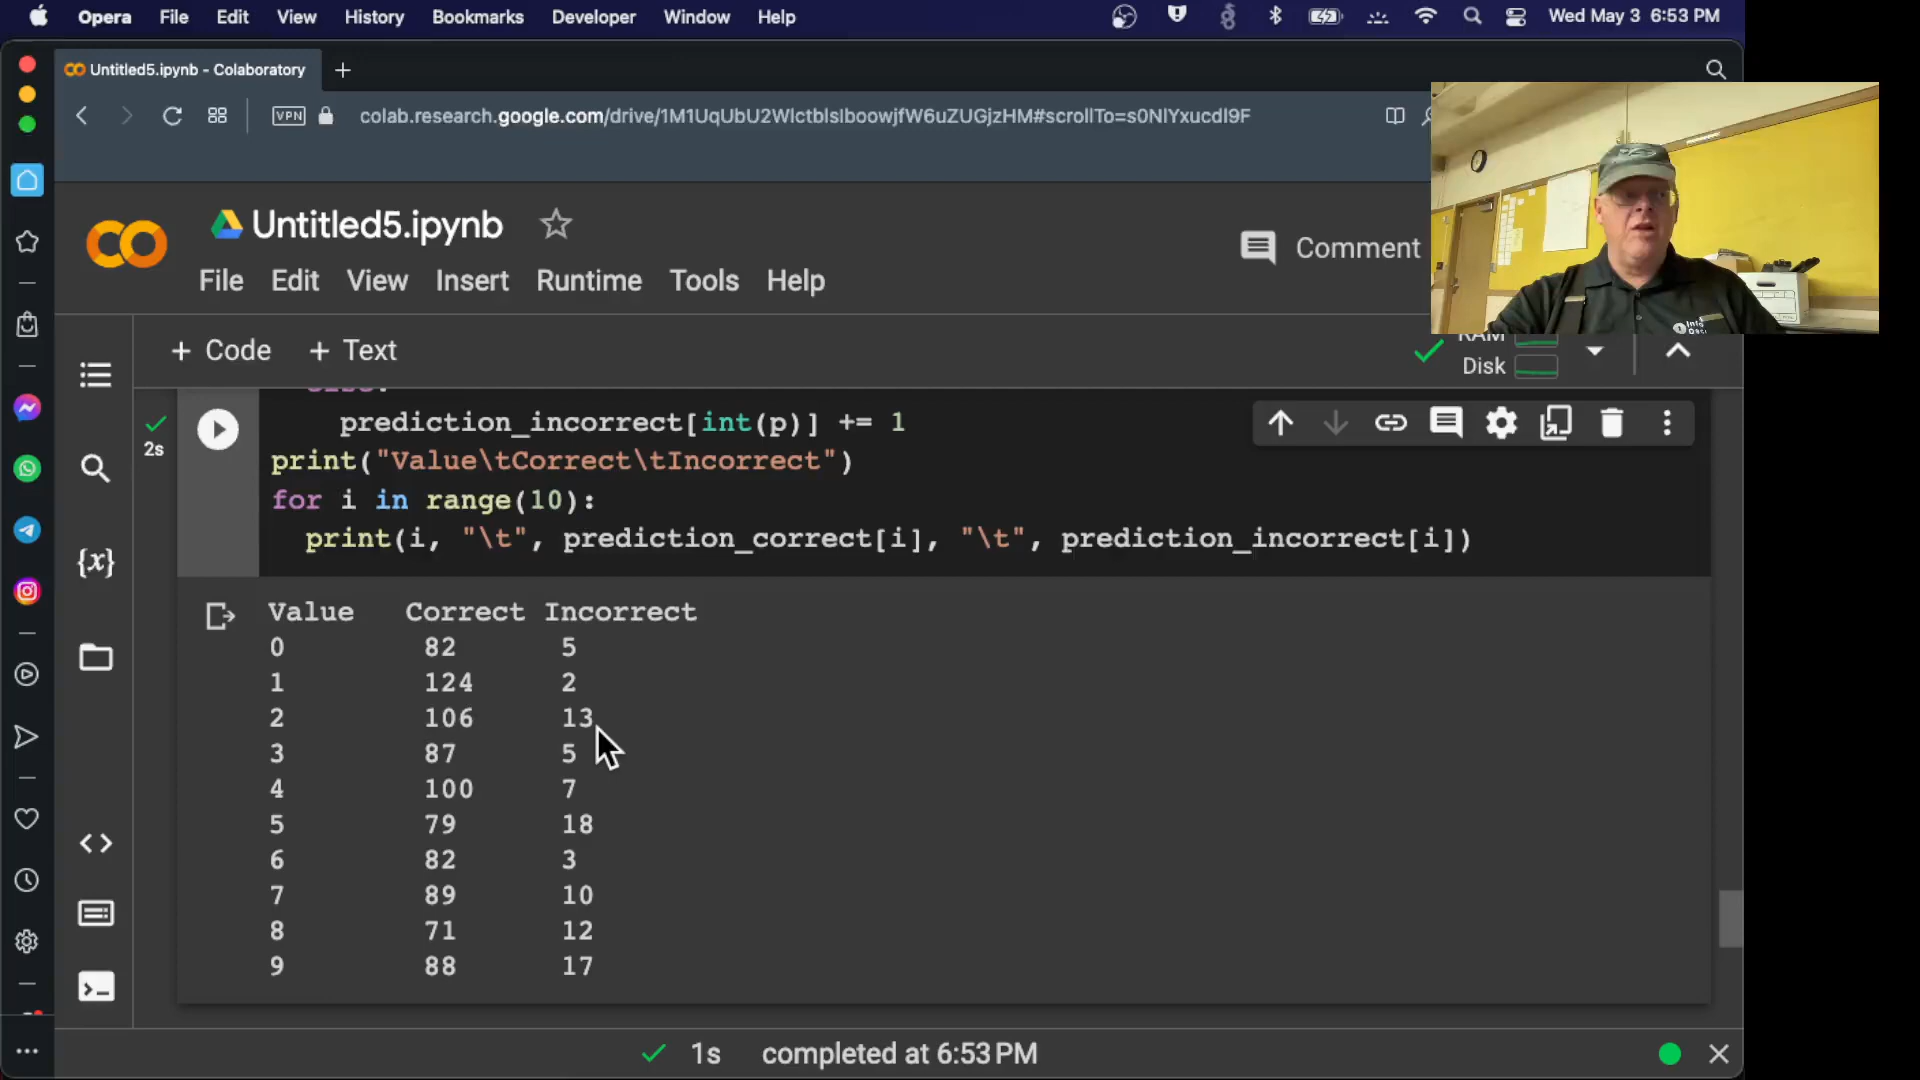 Opera File Edit View History Bookmarks Developer Window Help Wed May 3 6:53 PM
Untitled5.ipynb - Colaboratory
VPN colab.research.google.com/drive/1M1UqUbU2WlctblsIboowjfW6uZUGjzHM#scrollTo=s0NlYxucdl9F
Untitled5.ipynb
Comment
File Edit View Insert Runtime Tools Help
+ Code + Text
RAM
Disk
else:
2s
prediction_incorrect[int(p)] += 1
print("Value\tCorrect\tIncorrect")
for i in range(10):
print(i, "\t", prediction_correct[i], "\t", prediction_incorrect[i])
Value Correct Incorrect
0 82 5
1 124 2
2 106 13
3 87 5
4 100 7
5 79 18
6 82 3
7 89 10
8 71 12
9 88 17
1s completed at 6:53 PM